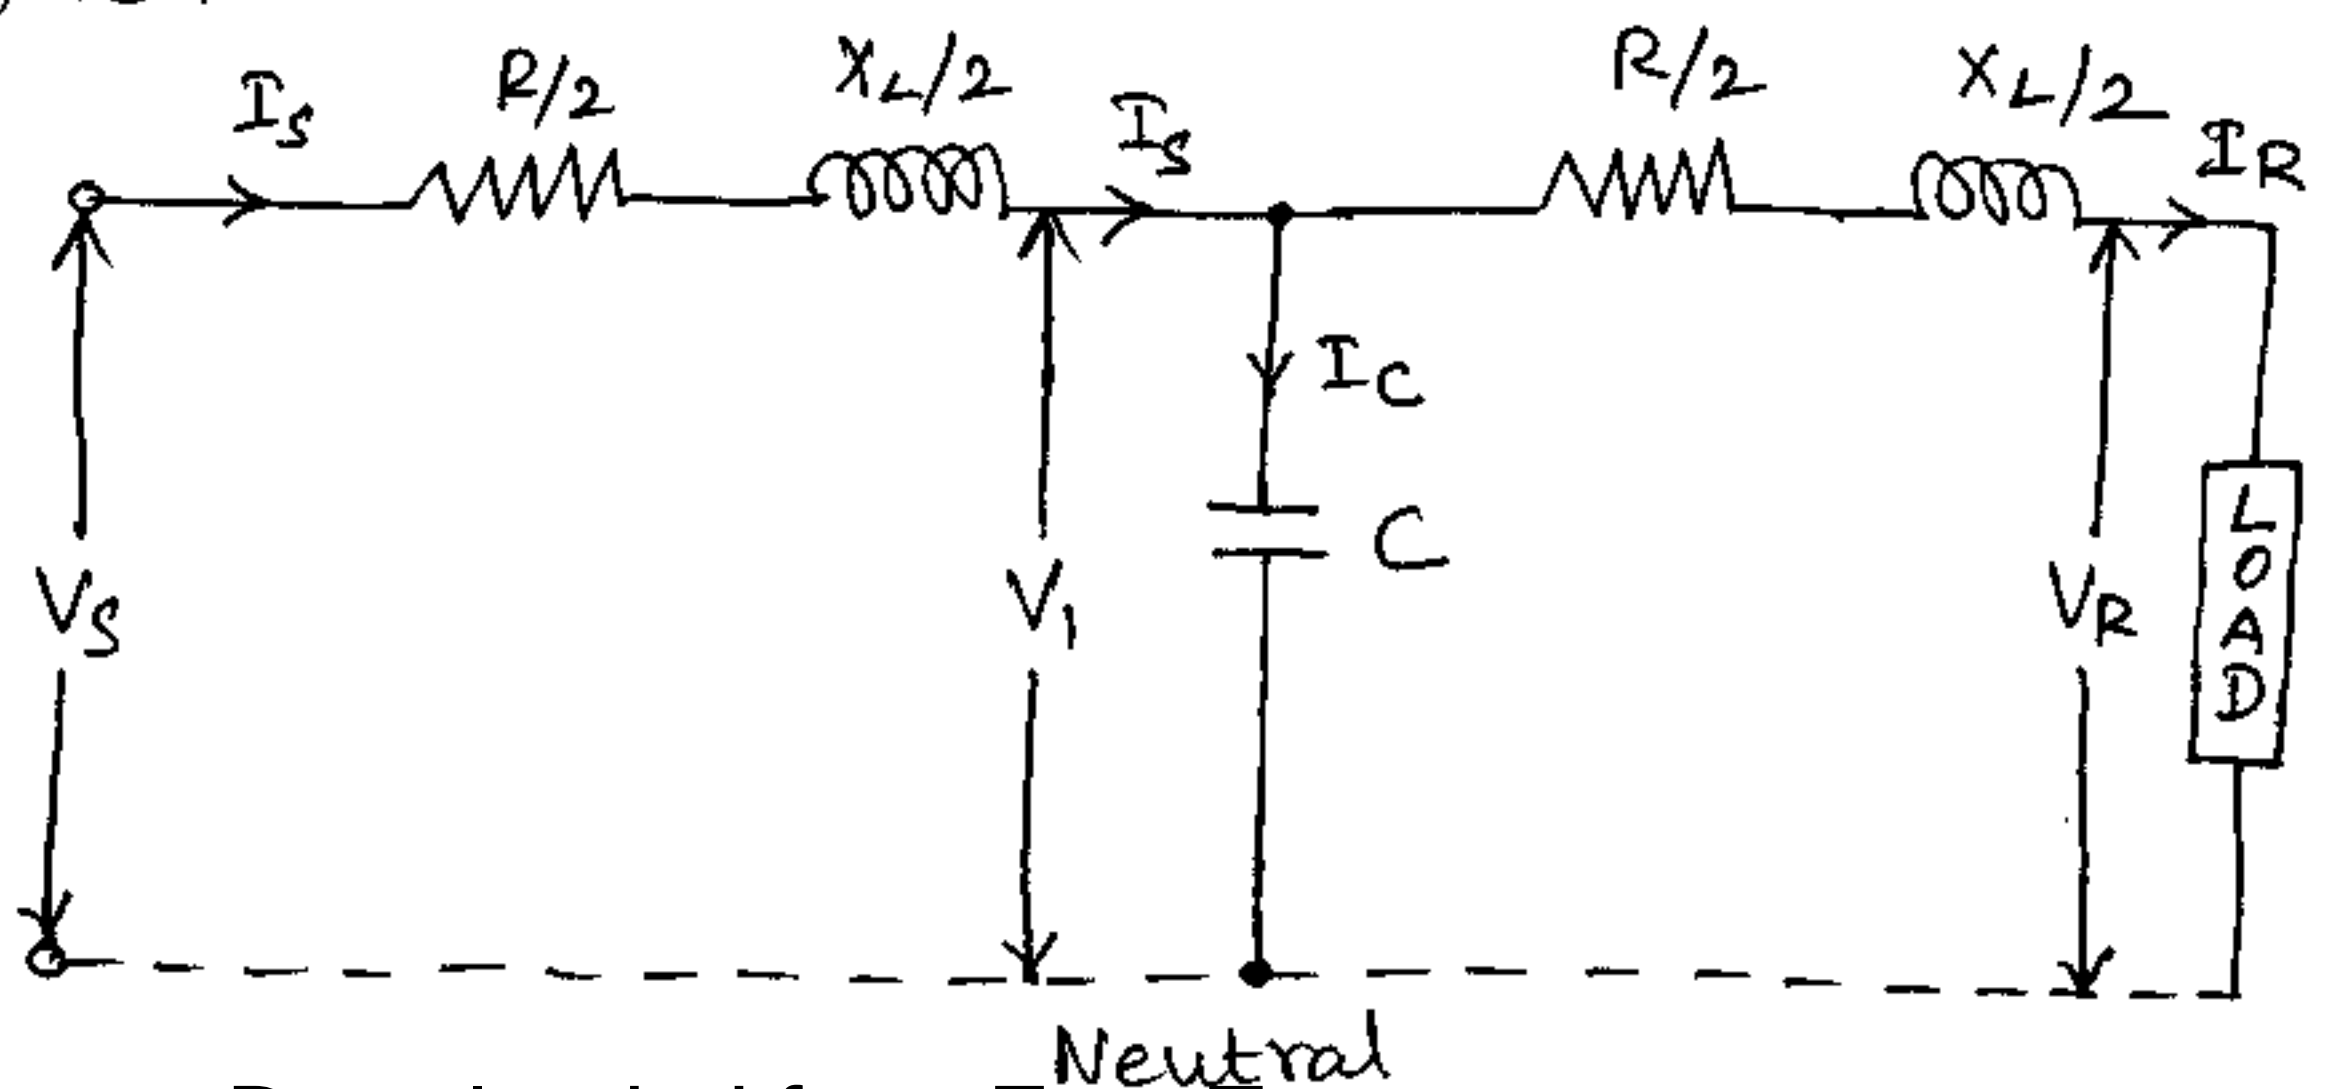 I_S R/2 X_L/2 I_S R/2 X_L/2 I_R
I_C
C
V_S V_1 V_R
LOAD
Neutral